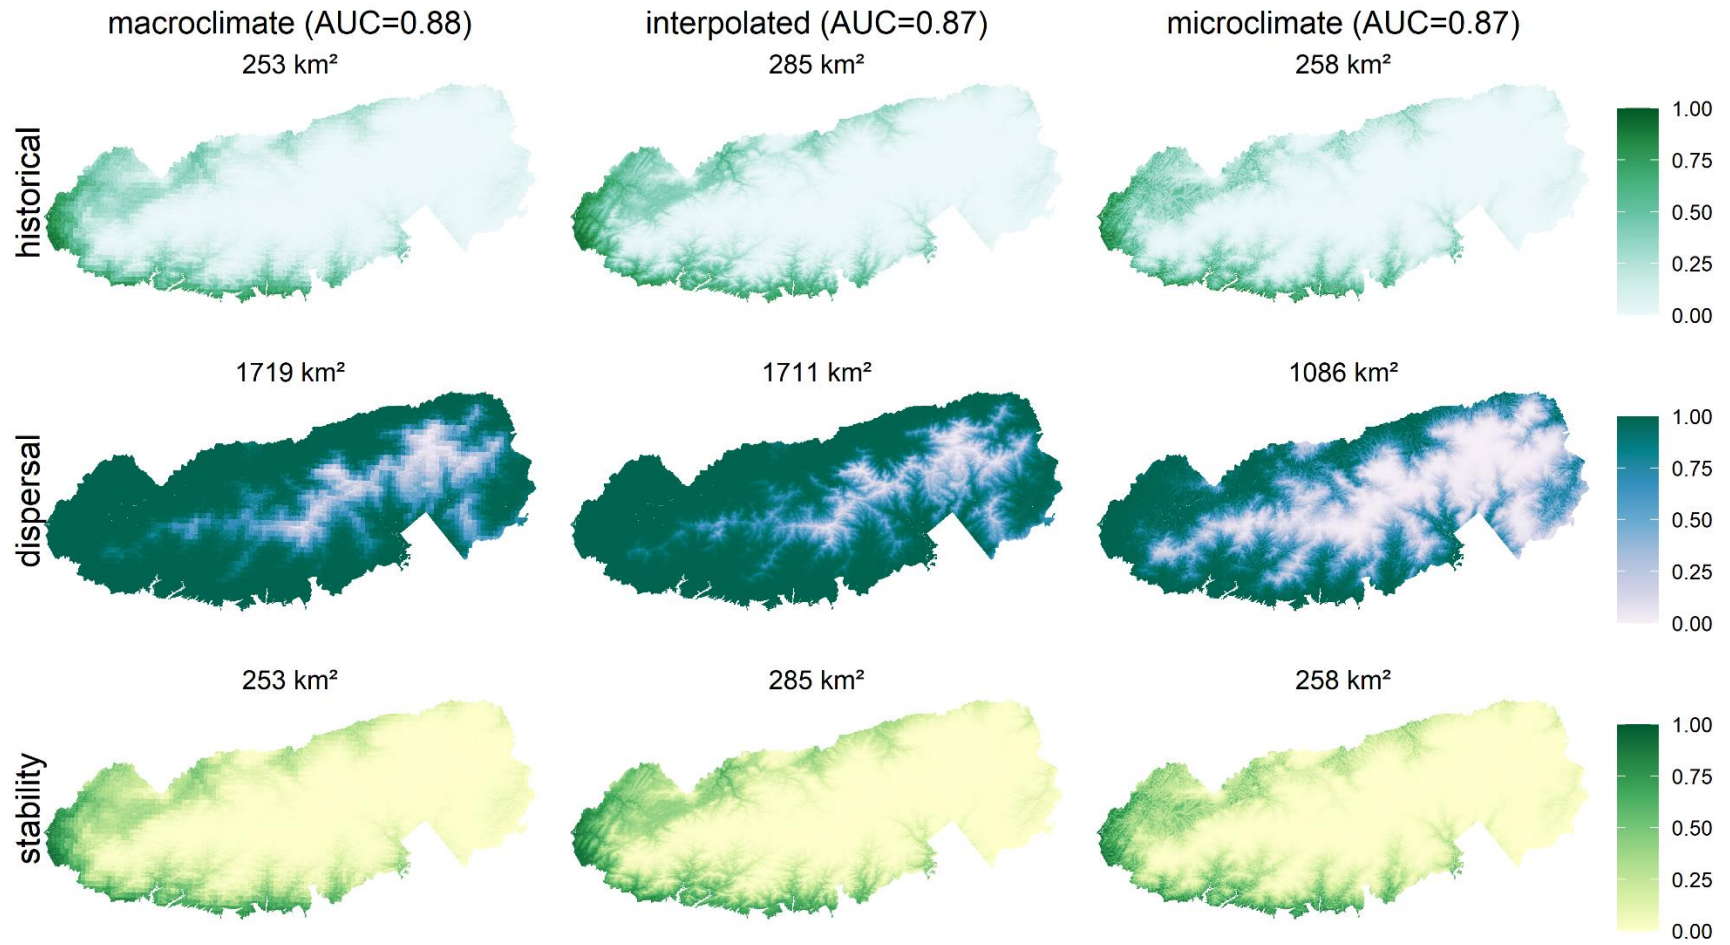 macroclimate (AUC=0.88)
interpolated (AUC=0.87)
microclimate (AUC=0.87)
253 km²
285 km²
258 km²
historical
1.00
0.75
0.50
0.25
0.00
1719 km²
1711 km²
1086 km²
dispersal
1.00
0.75
0.50
0.25
0.00
253 km²
285 km²
258 km²
stability
1.00
0.75
0.50
0.25
0.00